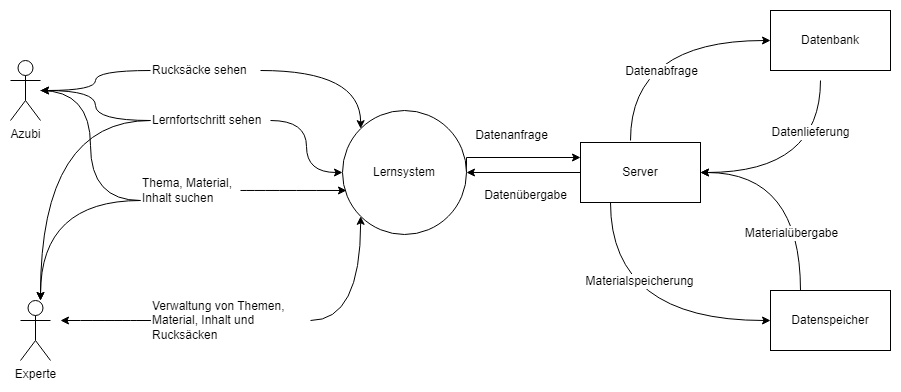 Datenbank
Rucksäcke sehen
Datenabfrage
Azubi
Lernfortschritt sehen
Datenanfrage
Datenlieferung
Lernsystem
Server
Thema, Material,
Inhalt suchen
Datenübergabe
Materialübergabe
Materialspeicherung
Verwaltung von Themen,
Material, Inhalt und
Rucksäcken
Datenspeicher
Experte